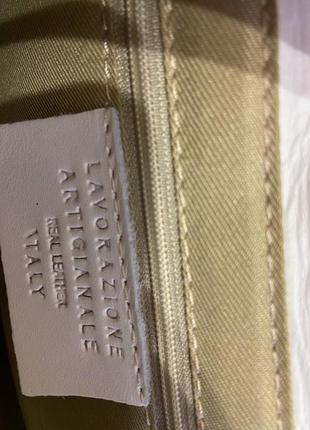 LAVORAZIONE
ARTIGIANALE
REAL LEATHER
ITALY